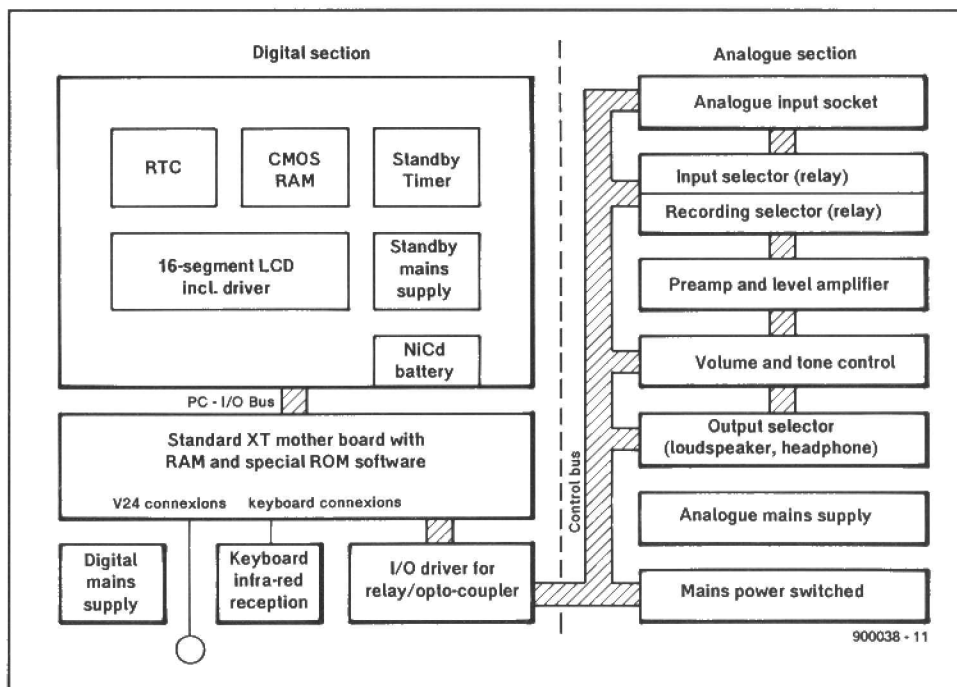 Digital section
Analogue section
RTC
CMOS
RAM
Standby
Timer
16-segment LCD
incl. driver
Standby
mains
supply
NiCd
battery
PC - I/O Bus
Standard XT mother board with
RAM and special ROM software
V24 connexions
keyboard connexions
Digital
mains
supply
Keyboard
infra-red
reception
I/O driver for
relay/opto-coupler
Control bus
Analogue input socket
Input selector (relay)
Recording selector (relay)
Preamp and level amplifier
Volume and tone control
Output selector
(loudspeaker, headphone)
Analogue mains supply
Mains power switched
900038 - 11